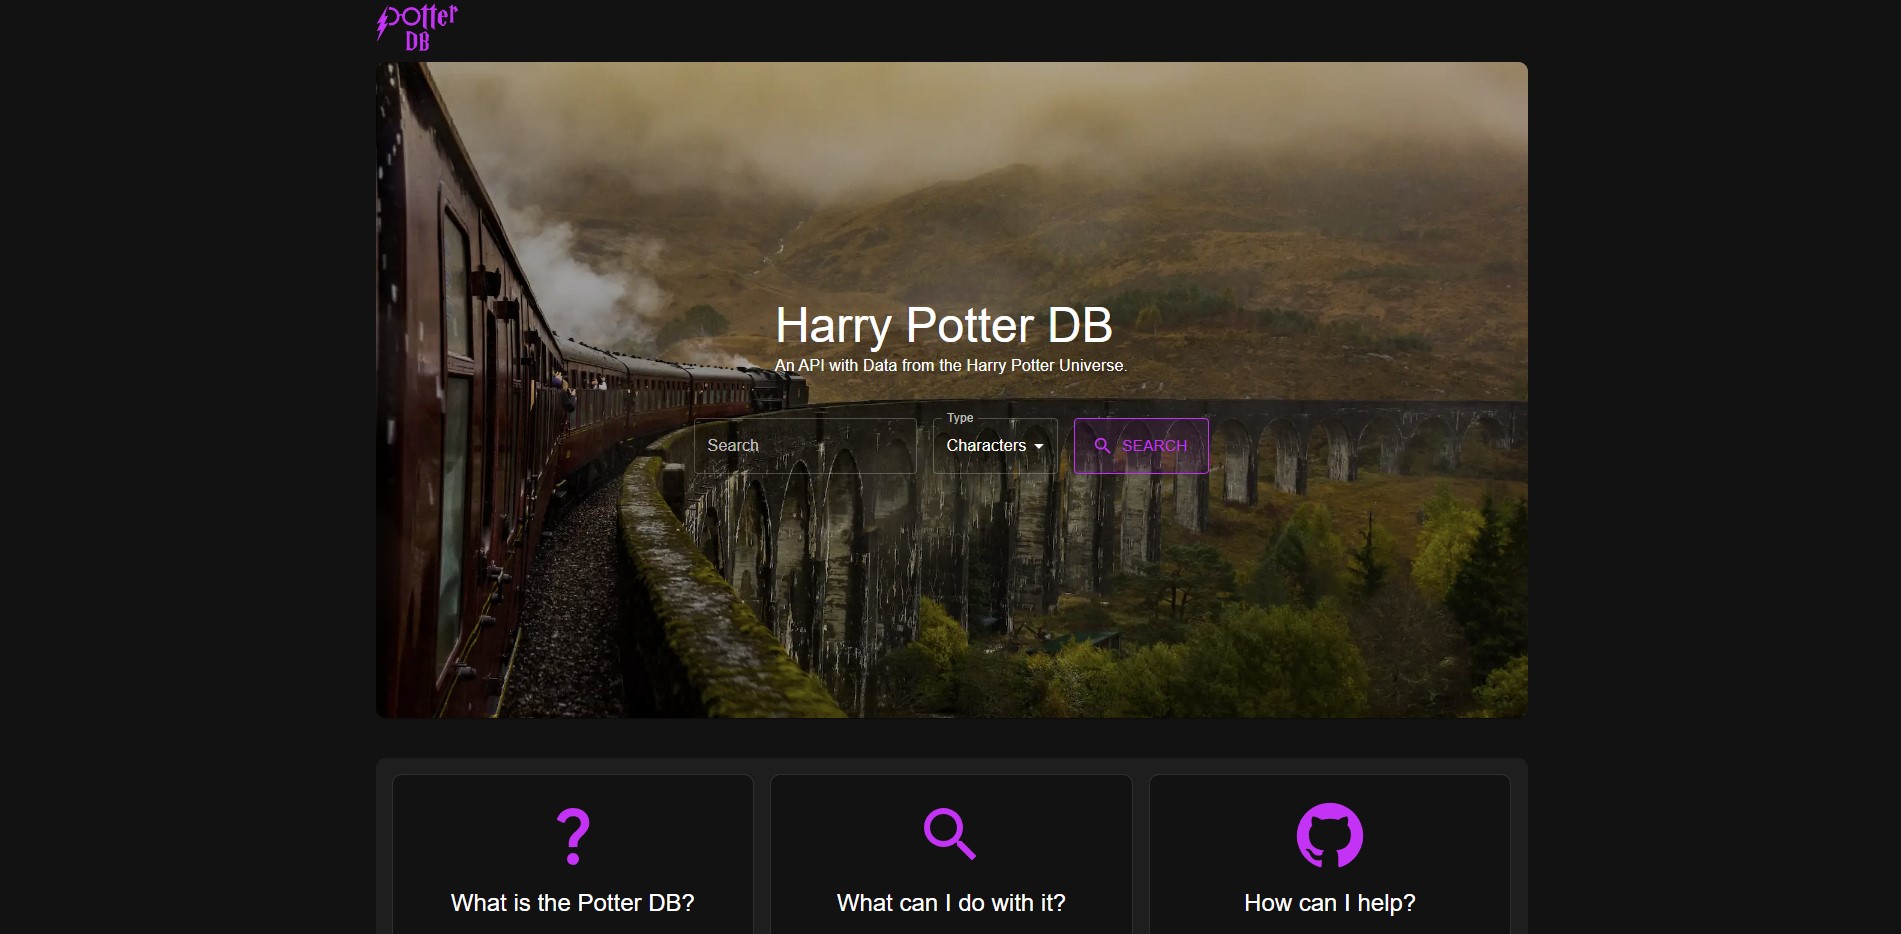 Potter
DB
Harry Potter DB
An API with Data from the Harry Potter Universe.
Type
Search
Characters
SEARCH
What is the Potter DB?
What can I do with it?
How can I help?